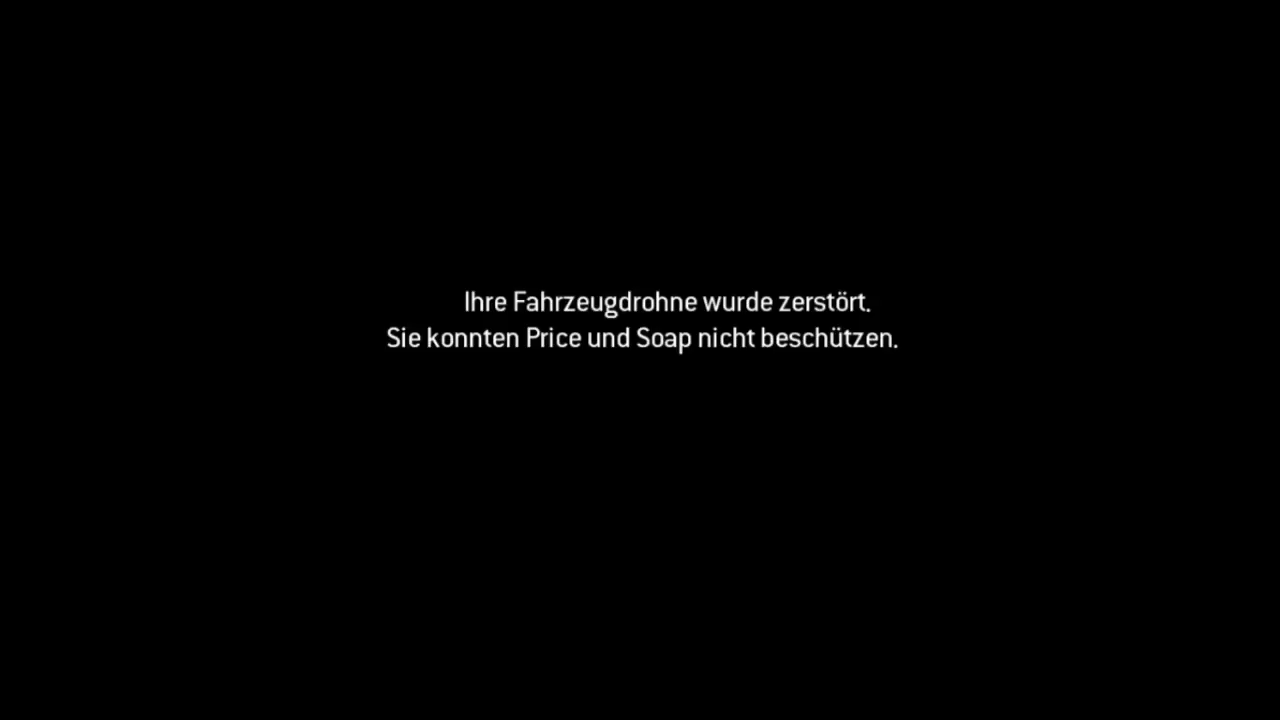 Ihre Fahrzeugdrohne wurde zerstört.
Sie konnten Price und Soap nicht beschützen.